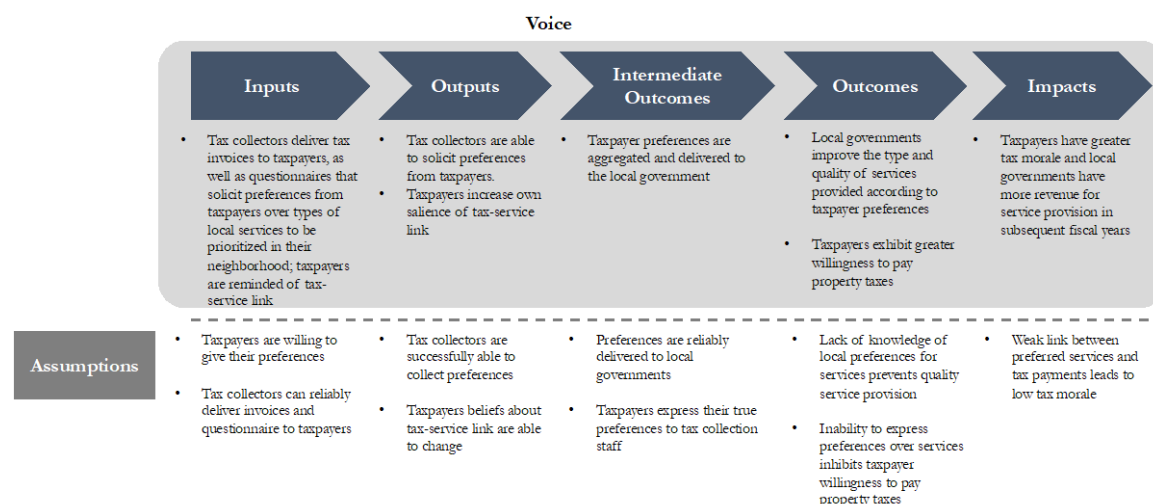 Voice
Inputs
Outputs
Intermediate
Outcomes
Outcomes
Impacts
• Tax collectors deliver tax
invoices to taxpayers, as
well as questionnaires that
solicit preferences from
taxpayers over types of
local services to be
prioritized in their
neighborhood; taxpayers
are reminded of tax-
service link
• Tax collectors are able
to solicit preferences
from taxpayers.
• Taxpayers increase own
salience of tax-service
link
• Taxpayer preferences are
aggregated and delivered to
the local government
• Local governments
improve the type and
quality of services
provided according to
taxpayer preferences
• Taxpayers exhibit greater
willingness to pay
property taxes
• Taxpayers have greater
tax morale and local
governments have
more revenue for
service provision in
subsequent fiscal years
Assumptions
• Taxpayers are willing to
give their preferences
• Tax collectors can reliably
deliver invoices and
questionnaire to taxpayers
• Tax collectors are
successfully able to
collect preferences
• Taxpayers beliefs about
tax-service link are able
to change
• Preferences are reliably
delivered to local
governments
• Taxpayers express their true
preferences to tax collection
staff
• Lack of knowledge of
local preferences for
services prevents quality
service provision
• Inability to express
preferences over services
inhibits taxpayer
willingness to pay
property taxes
• Weak link between
preferred services and
tax payments leads to
low tax morale